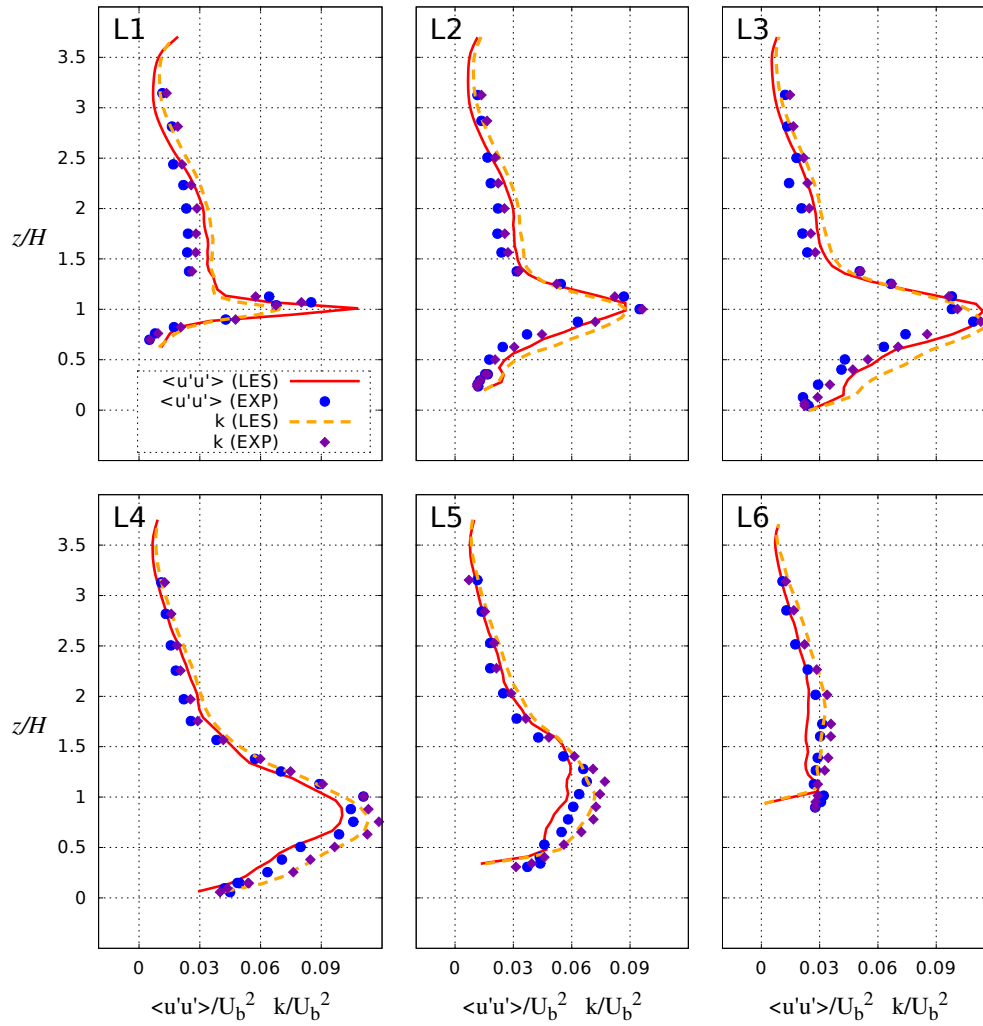 L1 L2 L3
3.5
3
2.5
2
z/H
1.5
1
0.5
0
<u'u'> (LES)
<u'u'> (EXP)
k (LES)
k (EXP)
L4 L5 L6
3.5
3
2.5
2
z/H
1.5
1
0.5
0
0 0.03 0.06 0.09 0 0.03 0.06 0.09 0 0.03 0.06 0.09
<u'u'>/U_b^2 k/U_b^2 <u'u'>/U_b^2 k/U_b^2 <u'u'>/U_b^2 k/U_b^2